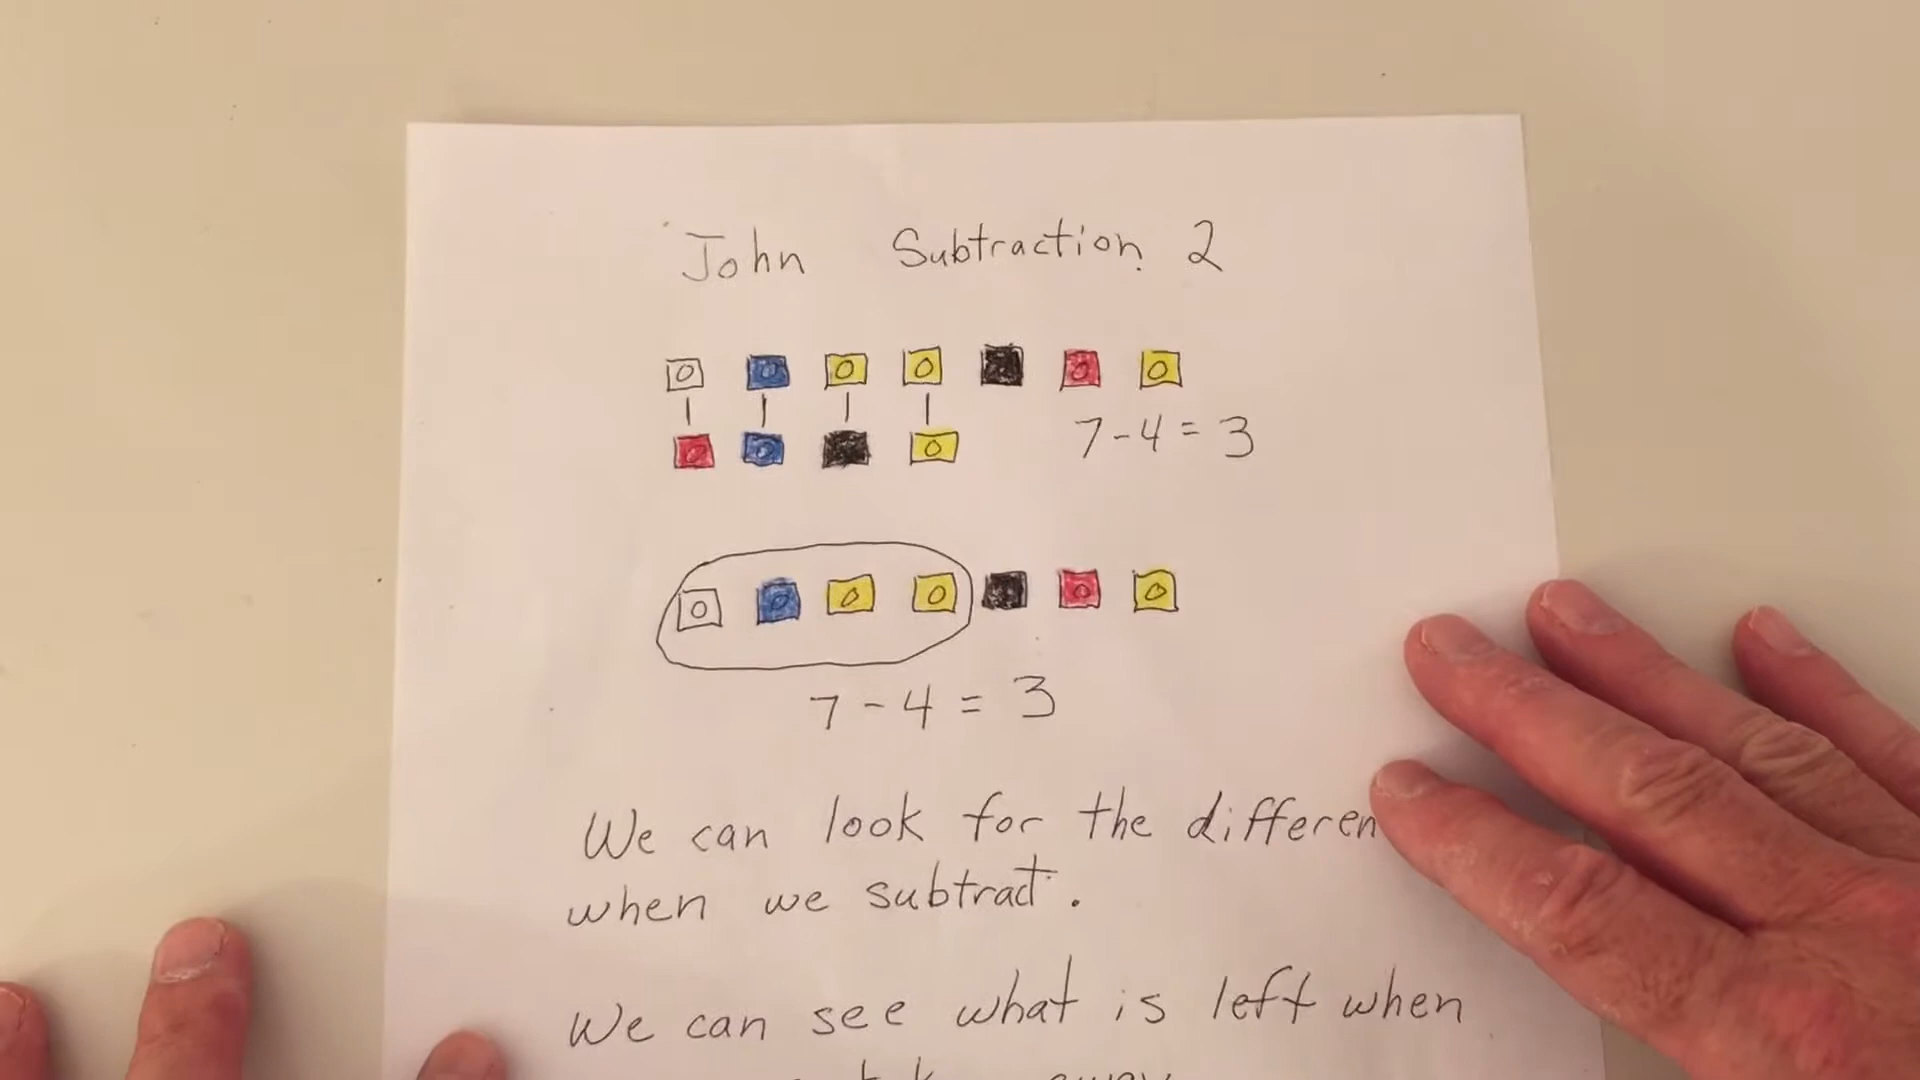 John Subtraction 2
7-4=3
7-4=3
We can look for the differen
when we subtract.
We can see what is left when
away